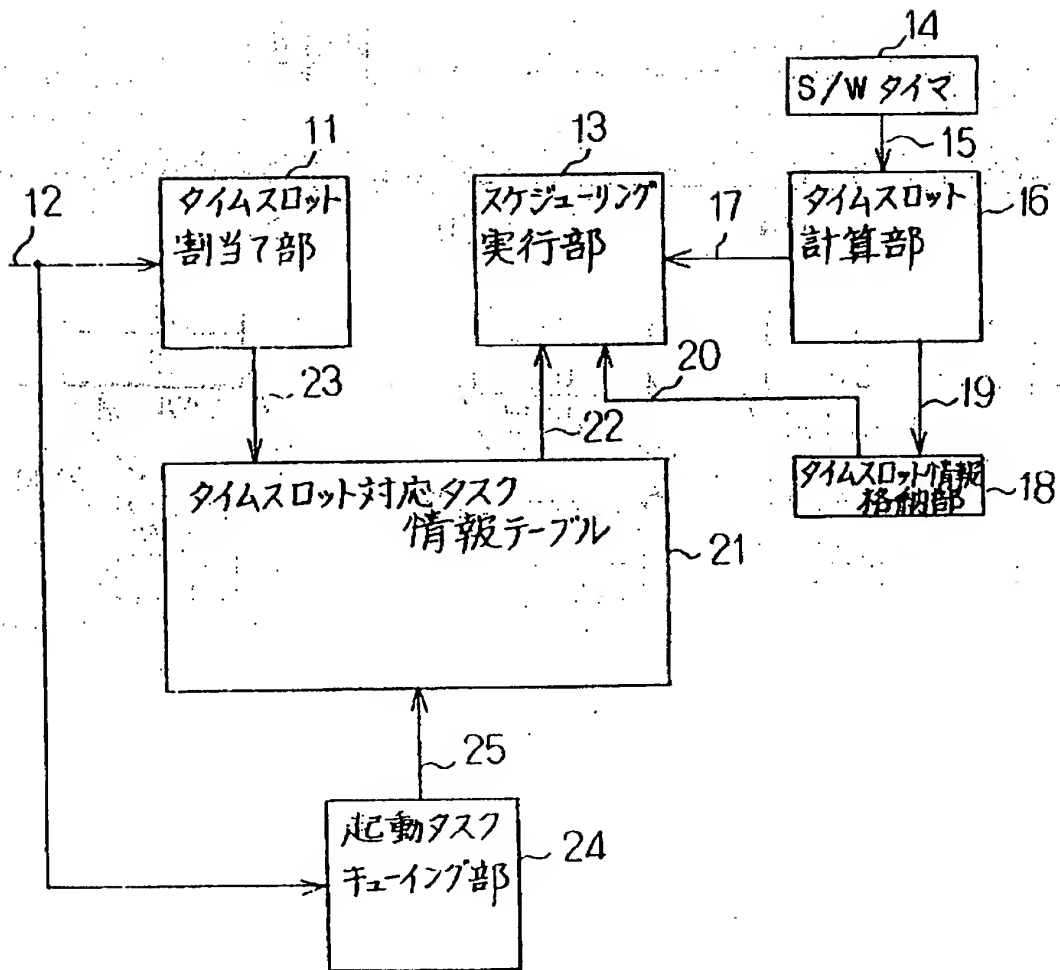 14
S/W タイマ
15
11
タイムスロット
割当て部
12
13
スケジューリング
実行部
17
タイムスロット
計算部
16
23
20
22
19
タイムスロット情報
格納部
18
タイムスロット対応タスク
情報テーブル
21
25
起動タスク
キューイング部
24